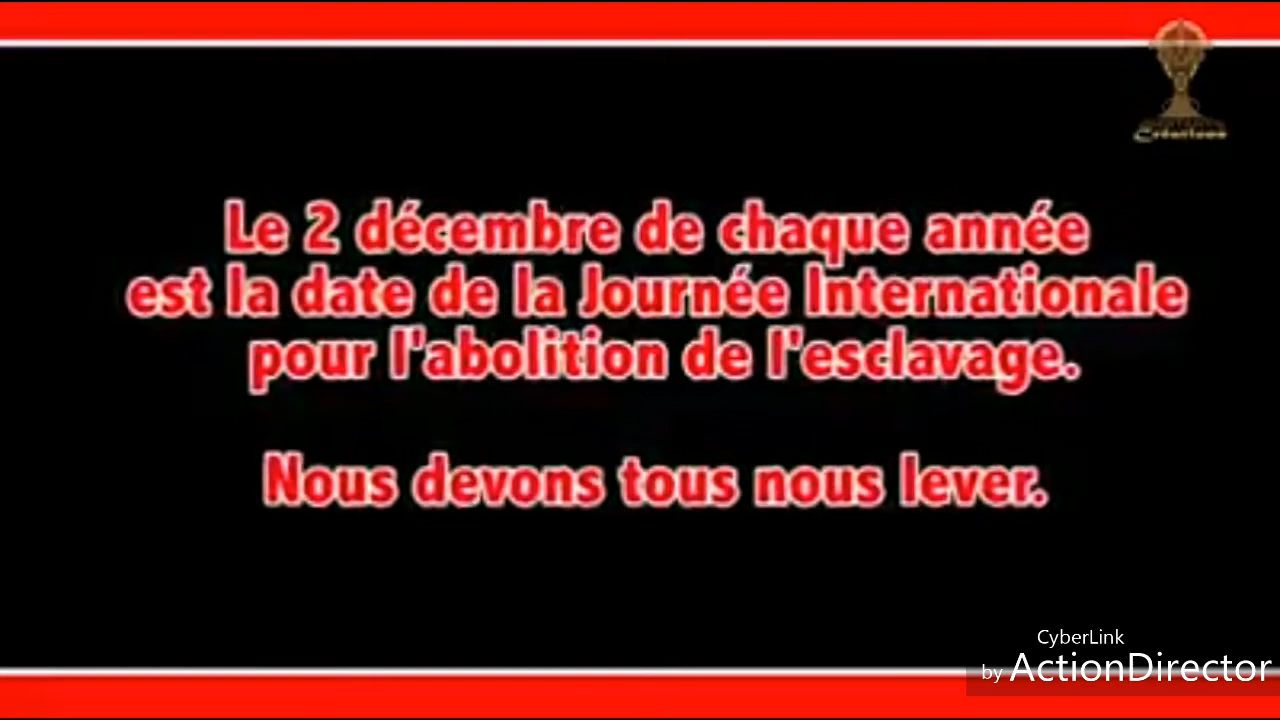 Créations
Le 2 décembre de chaque année
est la date de la Journée Internationale
pour l'abolition de l'esclavage.
Nous devons tous nous lever.
CyberLink
by ActionDirector